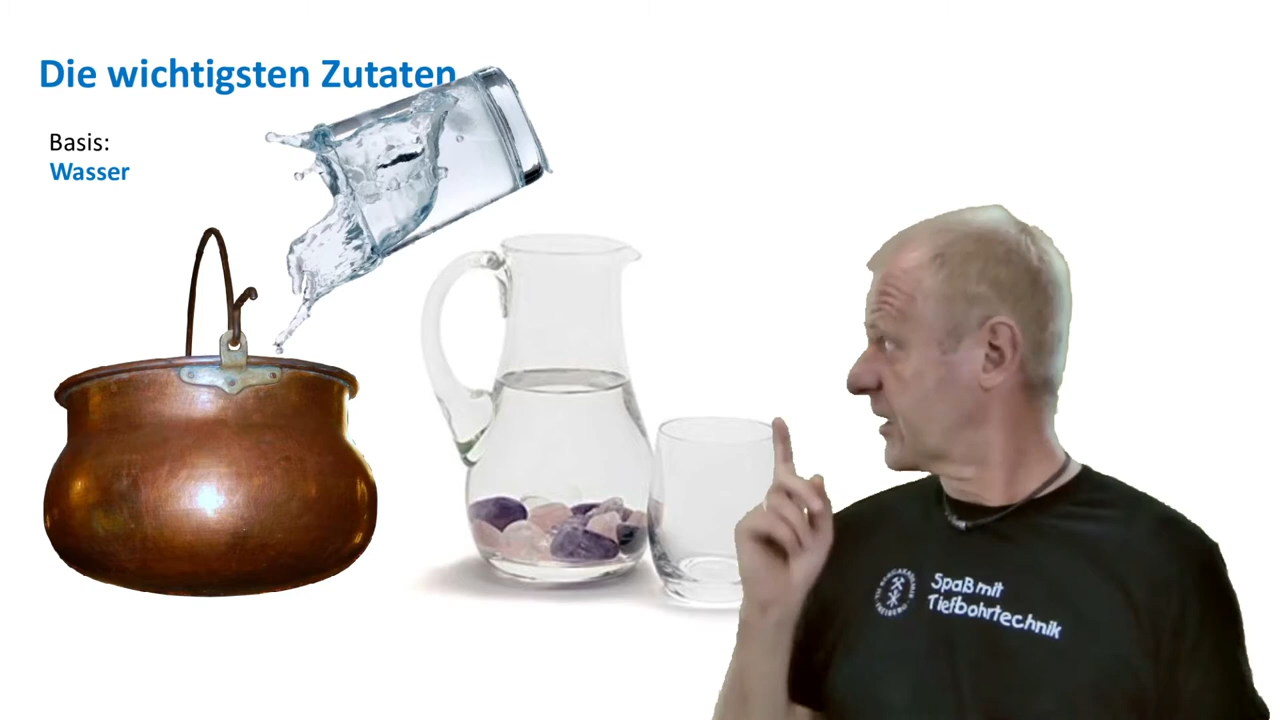 Die wichtigsten Zutaten
Basis:
Wasser
Spaß mit
Tiefbohrtechnik